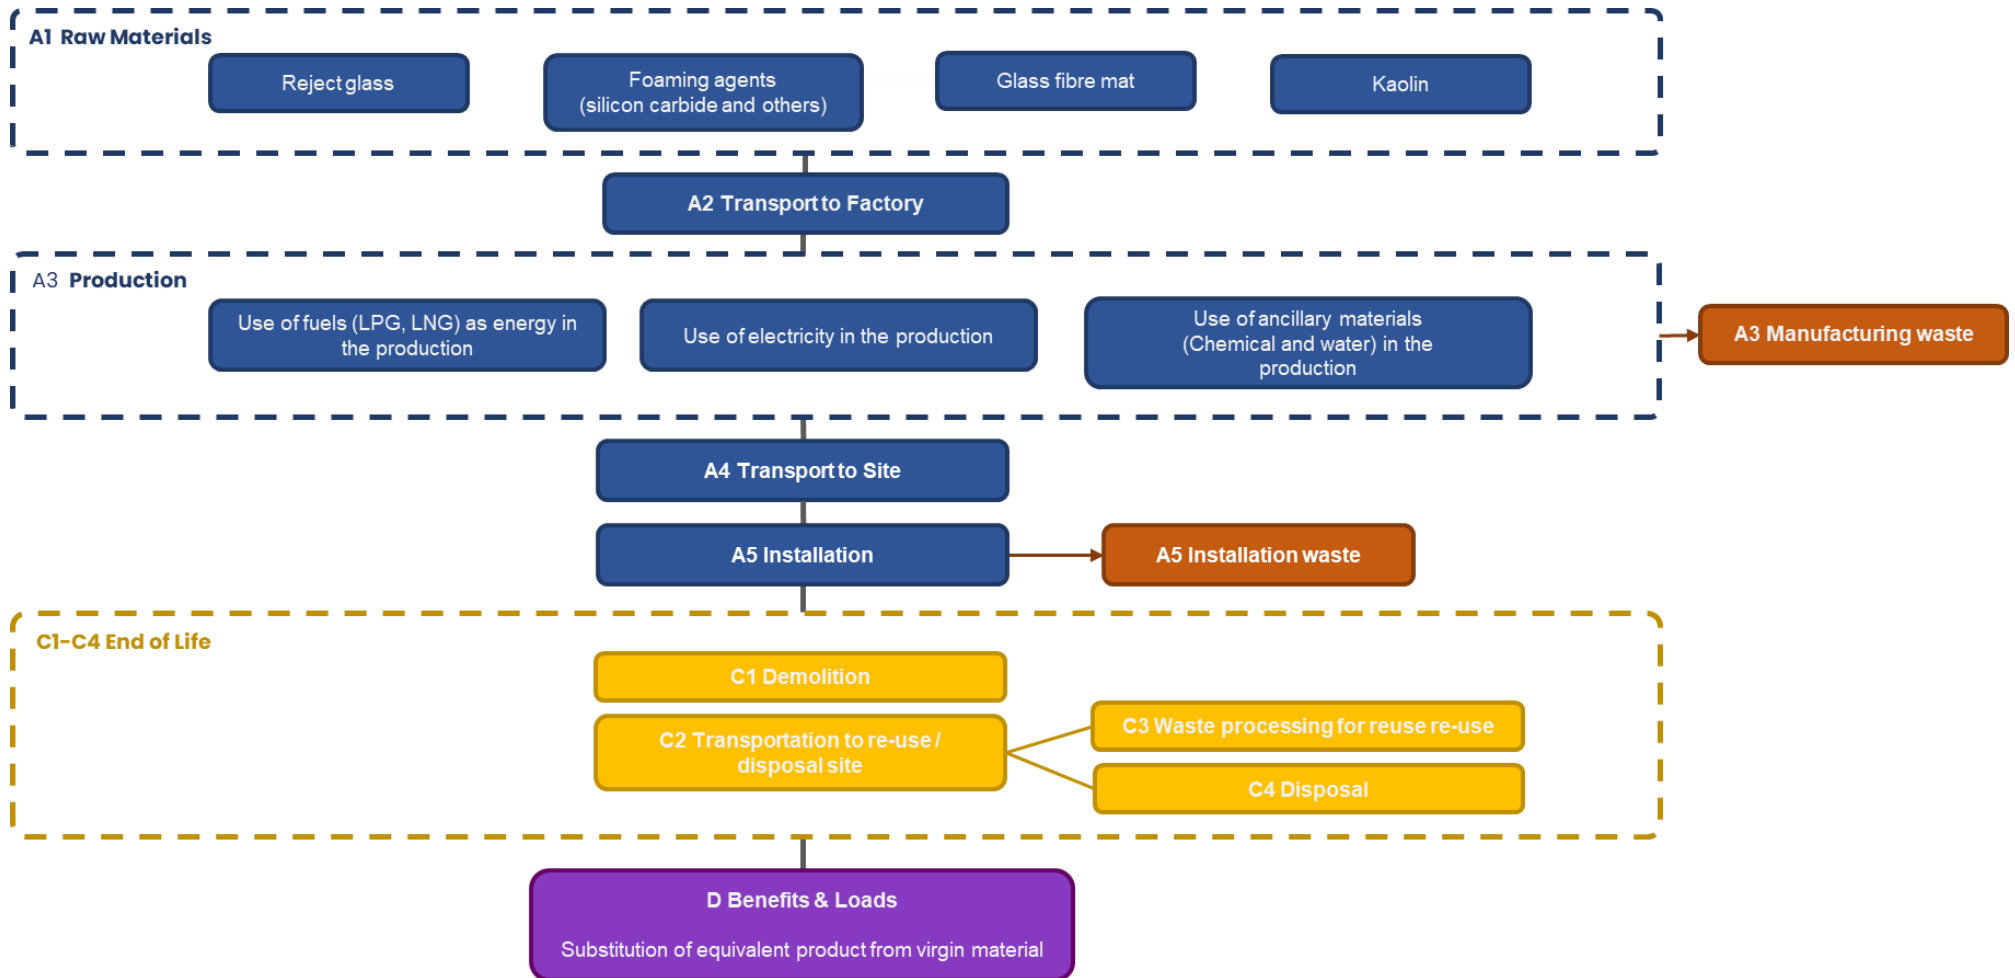 A1 Raw Materials
Reject glass
Foaming agents
(silicon carbide and others)
Glass fibre mat
Kaolin
A2 Transport to Factory
A3 Production
Use of fuels (LPG, LNG) as energy in
the production
Use of electricity in the production
Use of ancillary materials
(Chemical and water) in the
production
A3 Manufacturing waste
A4 Transport to Site
A5 Installation
A5 Installation waste
C1-C4 End of Life
C1 Demolition
C2 Transportation to re-use /
disposal site
C3 Waste processing for reuse re-use
C4 Disposal
D Benefits & Loads
Substitution of equivalent product from virgin material